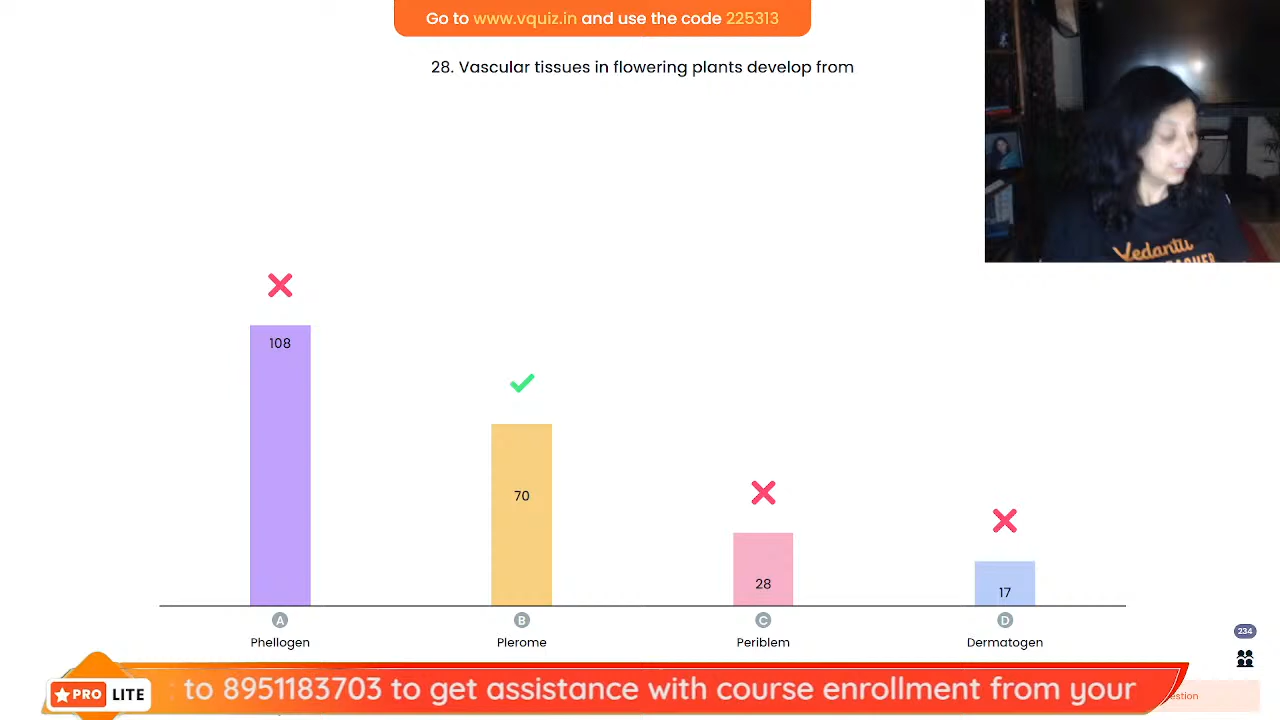 Go to www.vquiz.in and use the code 225313
28. Vascular tissues in flowering plants develop from
Vedantu
108
70
28
17
A
B
C
D
Phellogen
Plerome
Periblem
Dermatogen
234
PRO LITE
to 8951183703 to get assistance with course enrollment from your